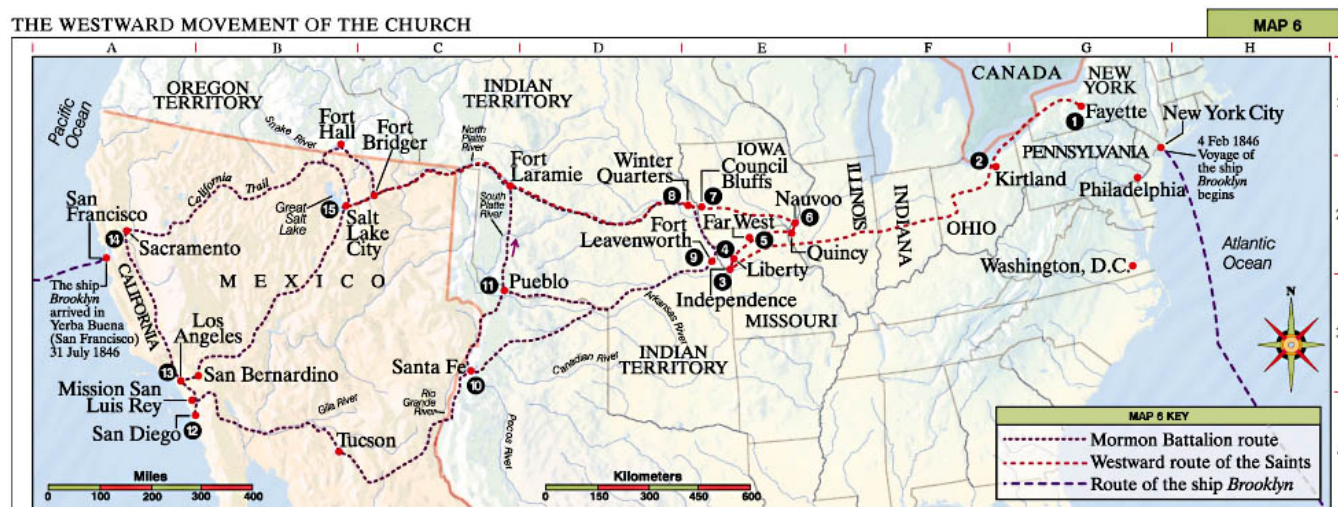 THE WESTWARD MOVEMENT OF THE CHURCH
MAP 6
A
B
C
D
E
F
G
H
Pacific
Ocean
OREGON
TERRITORY
Snake River
Fort
Hall
Fort
Bridger
INDIAN
TERRITORY
North
Platte
River
Fort
Laramie
South
Platte
River
Winter
Quarters
8
7
IOWA
Council
Bluffs
Nauvoo
6
ILLINOIS
INDIANA
OHIO
CANADA
NEW
YORK
1
Fayette
2
Kirtland
PENNSYLVANIA
Philadelphia
New York City
4 Feb 1846
Voyage of
the ship
Brooklyn
begins
Washington, D.C.
Atlantic
Ocean
N
San
Francisco
California
Trail
Great
Salt
Lake
15
Salt
Lake
City
14
Sacramento
CALIFORNIA
MEXICO
The ship
Brooklyn
arrived in
Yerba Buena
(San Francisco)
31 July 1846
Los
Angeles
13
San Bernardino
Mission San
Luis Rey
San Diego
12
Gila River
Tucson
Rio
Grande
River
Santa Fe
10
Pecos River
11
Pueblo
Canadian River
Arkansas River
INDIAN
TERRITORY
Fort
Leavenworth
9
Far West
4
5
Liberty
3
Independence
MISSOURI
Quincy
Miles
0
100
200
300
400
Kilometers
0
150
300
450
600
MAP 6 KEY
Mormon Battalion route
Westward route of the Saints
Route of the ship Brooklyn